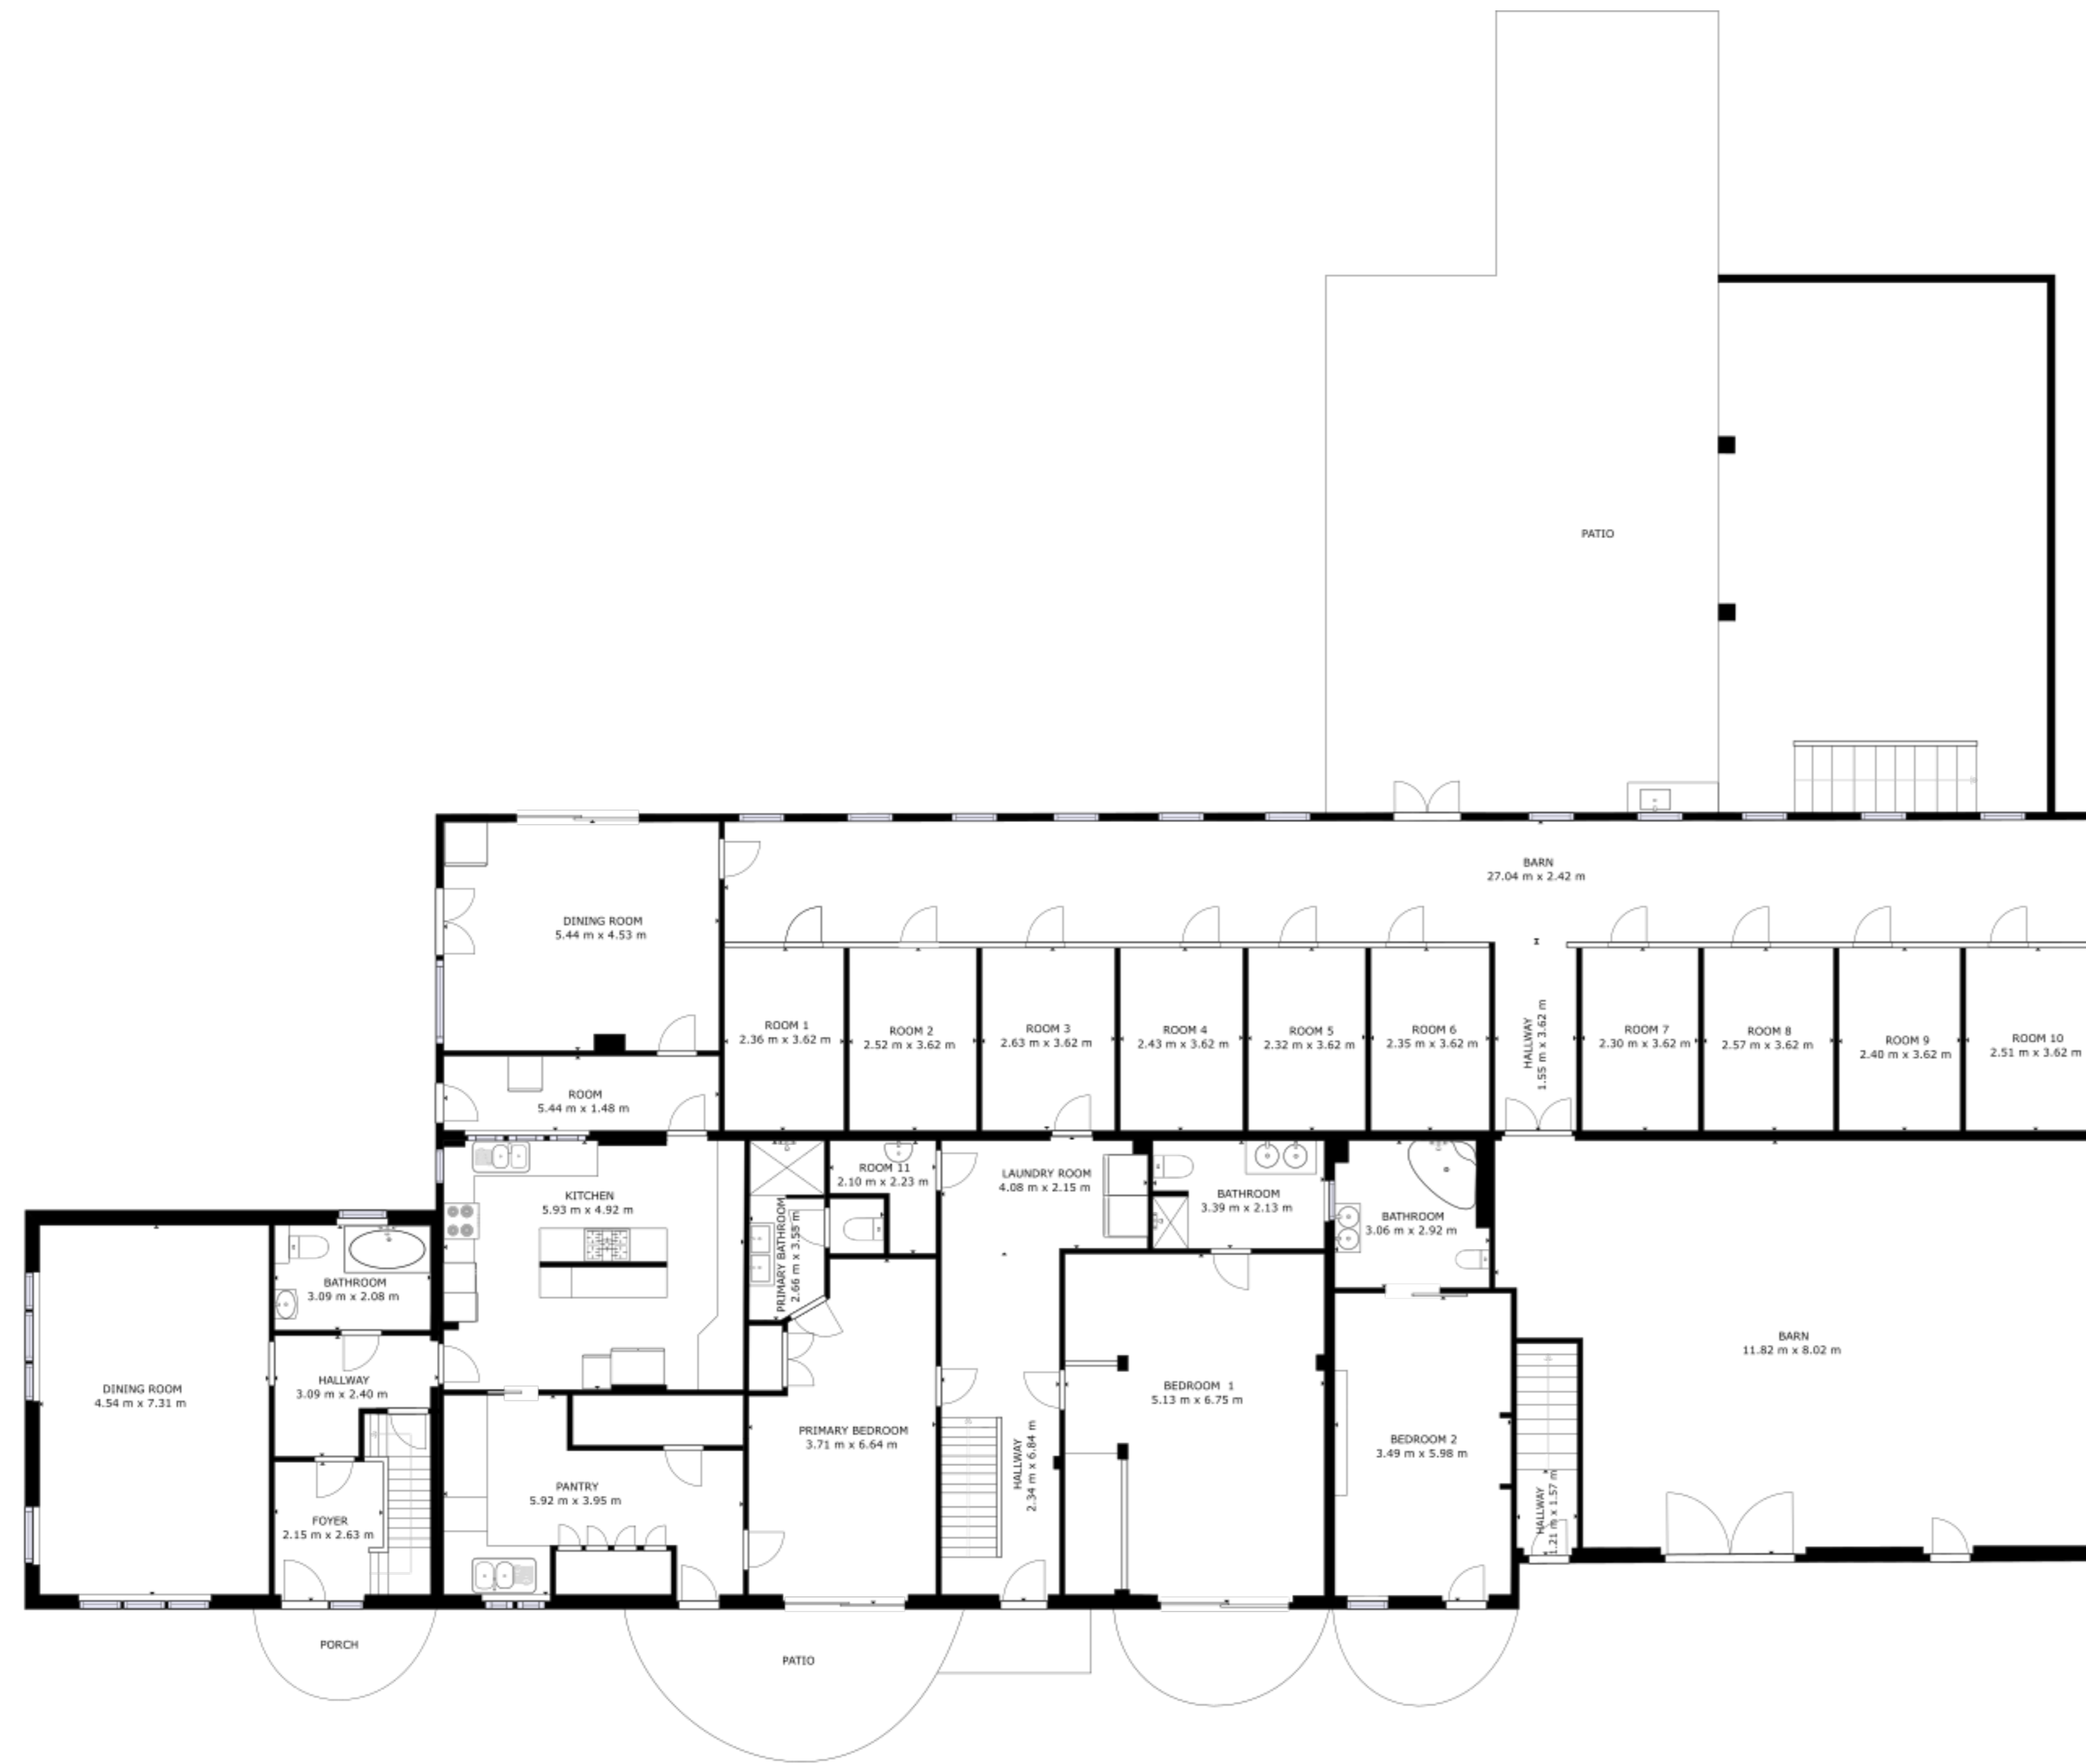 PATIO
BARN
27.04 m x 2.42 m
DINING ROOM
5.44 m x 4.53 m
ROOM 1
2.36 m x 3.62 m
ROOM 2
2.52 m x 3.62 m
ROOM 3
2.63 m x 3.62 m
ROOM 4
2.43 m x 3.62 m
ROOM 5
2.32 m x 3.62 m
ROOM 6
2.35 m x 3.62 m
HALLWAY
1.55 m x 3.62 m
ROOM 7
2.30 m x 3.62 m
ROOM 8
2.57 m x 3.62 m
ROOM 9
2.40 m x 3.62 m
ROOM 10
2.51 m x 3.62 m
ROOM
5.44 m x 1.48 m
KITCHEN
5.93 m x 4.92 m
PRIMARY BATHROOM
2.66 m x 3.55 m
ROOM 11
2.10 m x 2.23 m
LAUNDRY ROOM
4.08 m x 2.15 m
BATHROOM
3.39 m x 2.13 m
BATHROOM
3.06 m x 2.92 m
BATHROOM
3.09 m x 2.08 m
BARN
11.82 m x 8.02 m
DINING ROOM
4.54 m x 7.31 m
HALLWAY
3.09 m x 2.40 m
PRIMARY BEDROOM
3.71 m x 6.64 m
HALLWAY
2.34 m x 6.84 m
BEDROOM 1
5.13 m x 6.75 m
BEDROOM 2
3.49 m x 5.98 m
HALLWAY
1.21 m x 1.57 m
PANTRY
5.92 m x 3.95 m
FOYER
2.15 m x 2.63 m
PORCH
PATIO